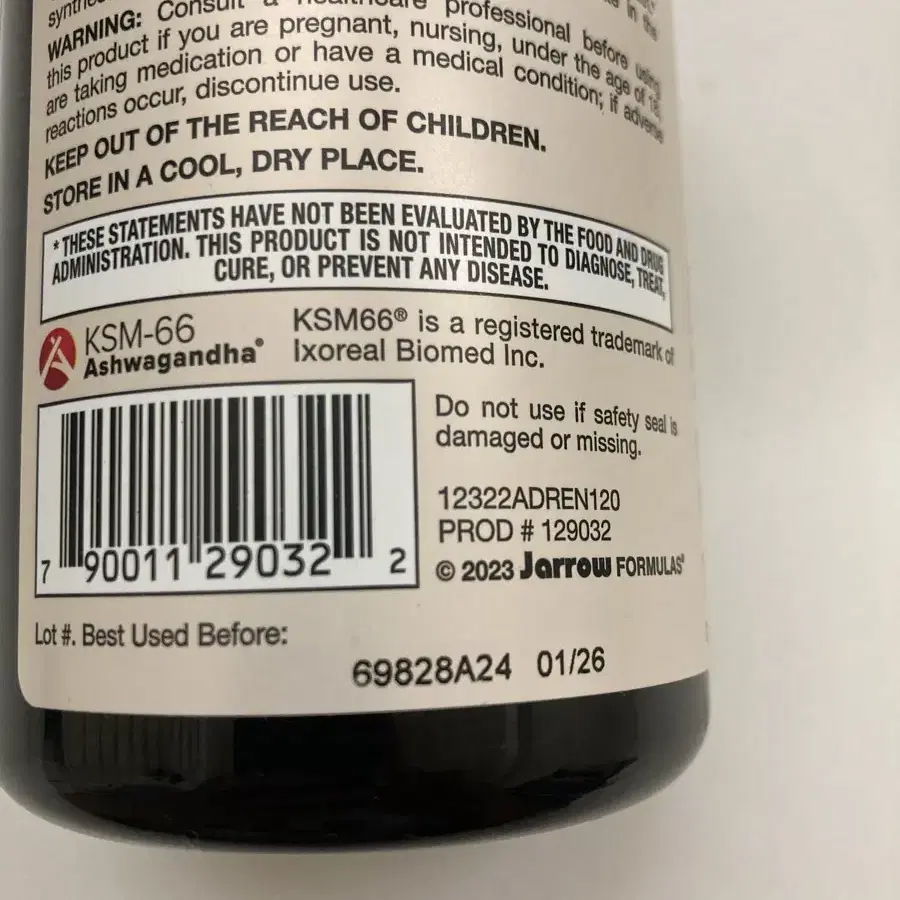 WARNING: Consult a healthcare professional before using
this product if you are pregnant, nursing, under the age of 18,
are taking medication or have a medical condition; if adverse
reactions occur, discontinue use.
KEEP OUT OF THE REACH OF CHILDREN.
STORE IN A COOL, DRY PLACE.
*THESE STATEMENTS HAVE NOT BEEN EVALUATED BY THE FOOD AND DRUG
ADMINISTRATION. THIS PRODUCT IS NOT INTENDED TO DIAGNOSE, TREAT,
CURE, OR PREVENT ANY DISEASE.
KSM-66
Ashwagandha®
KSM66® is a registered trademark of
Ixoreal Biomed Inc.
Do not use if safety seal is
damaged or missing.
12322ADREN120
PROD # 129032
© 2023 Jarrow FORMULAS®
7 90011 29032 2
Lot #. Best Used Before:
69828A24 01/26